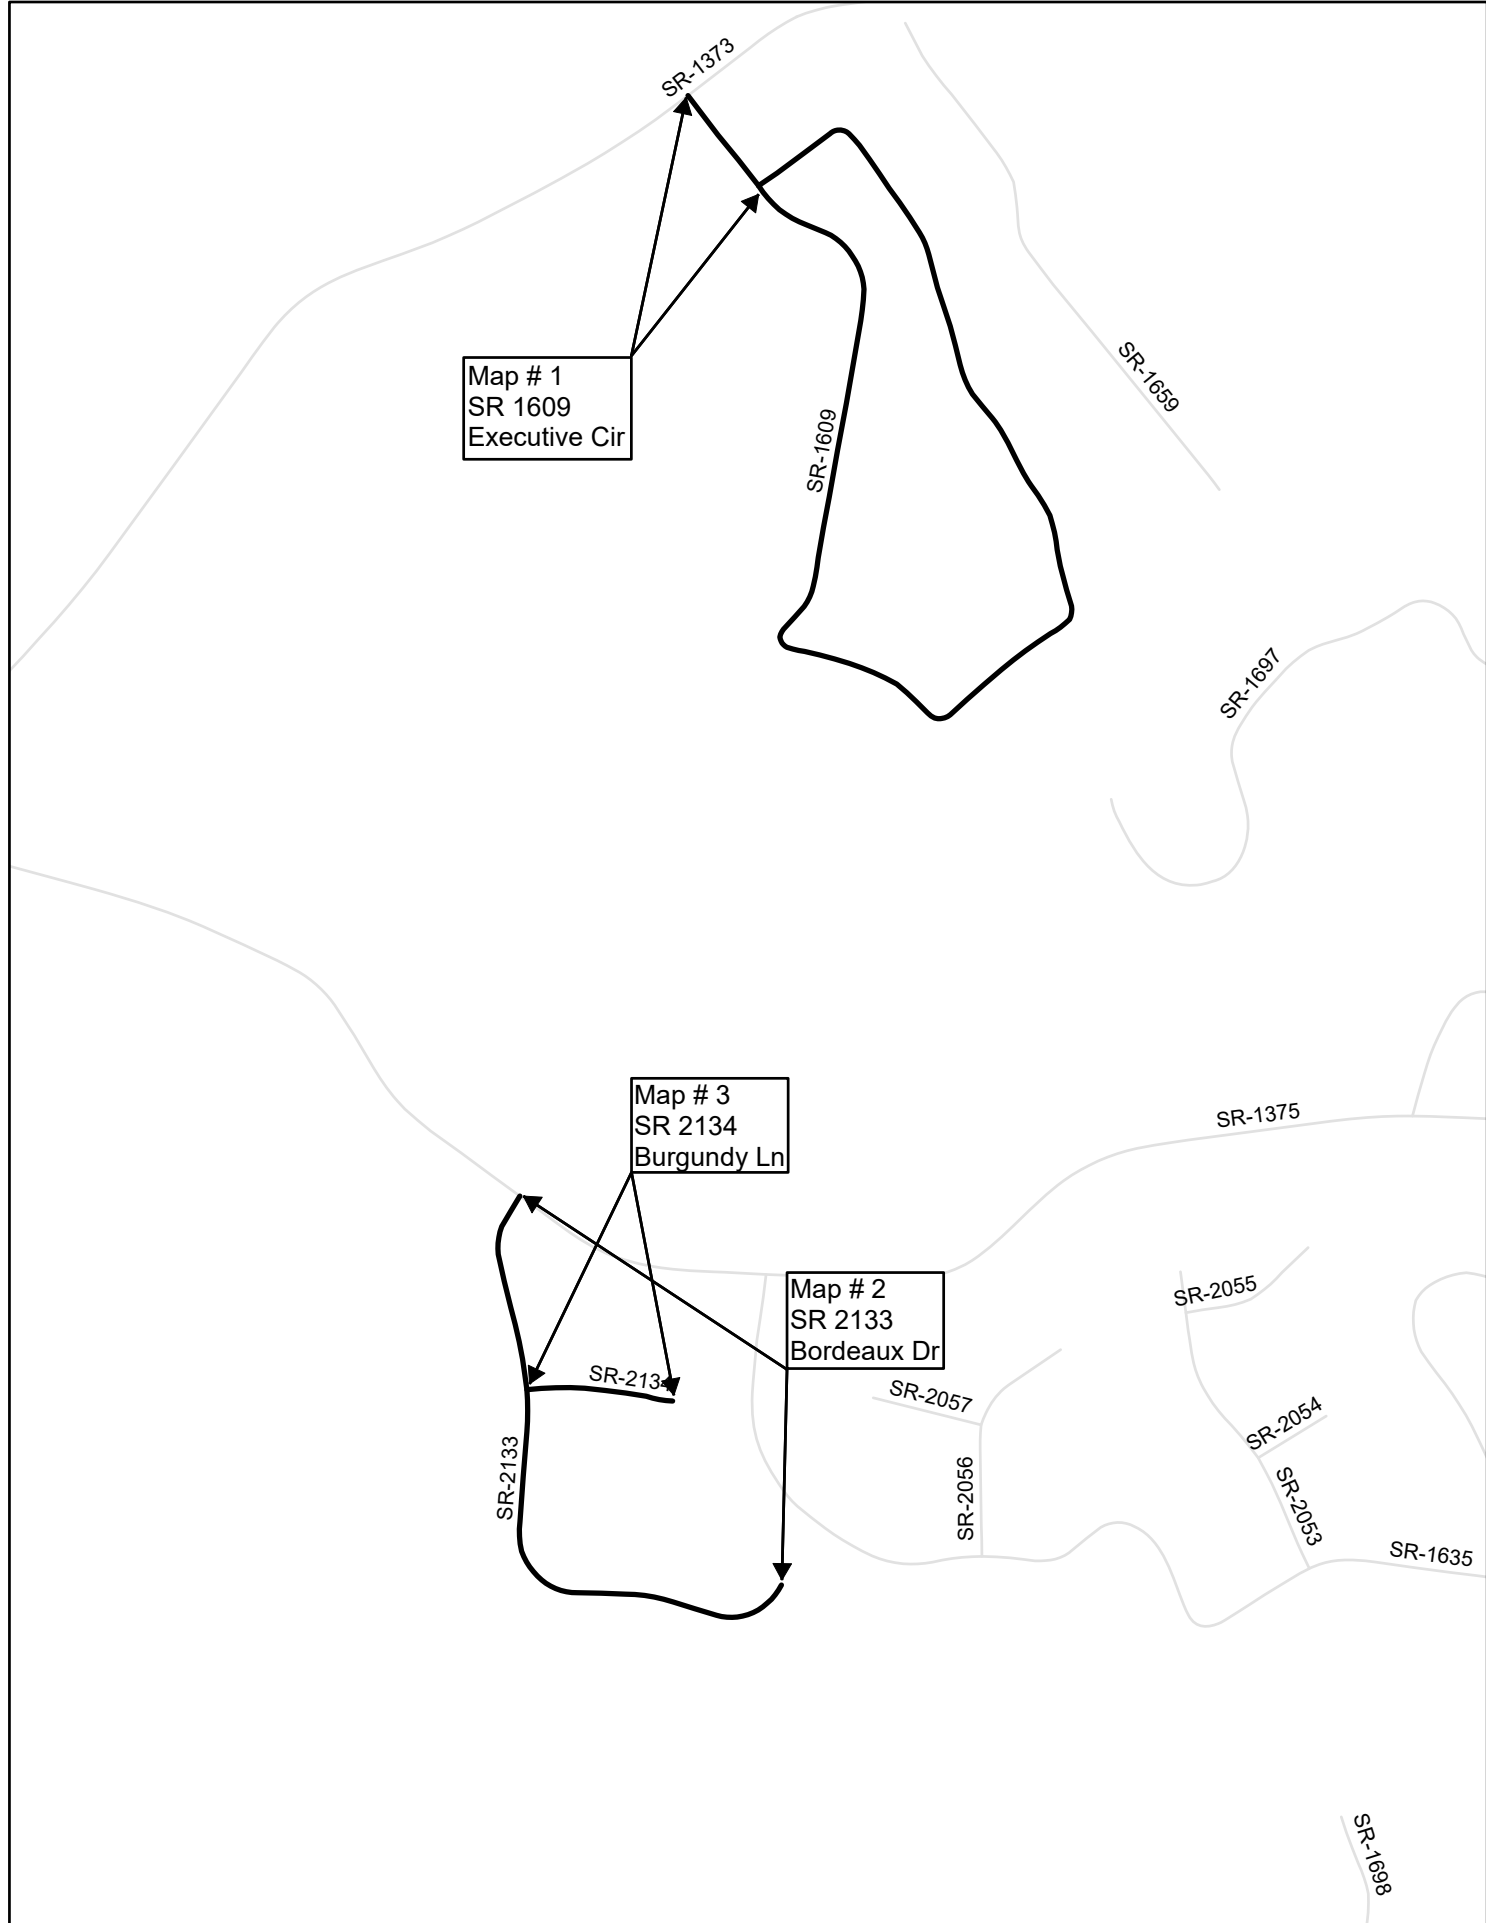 SR-1373
Map # 1
SR 1609
Executive Cir
SR-1659
SR-1609
SR-1697
Map # 3
SR 2134
Burgundy Ln
SR-1375
Map # 2
SR 2133
Bordeaux Dr
SR-2055
SR-2134
SR-2057
SR-2054
SR-2133
SR-2056
SR-2053
SR-1635
SR-1698